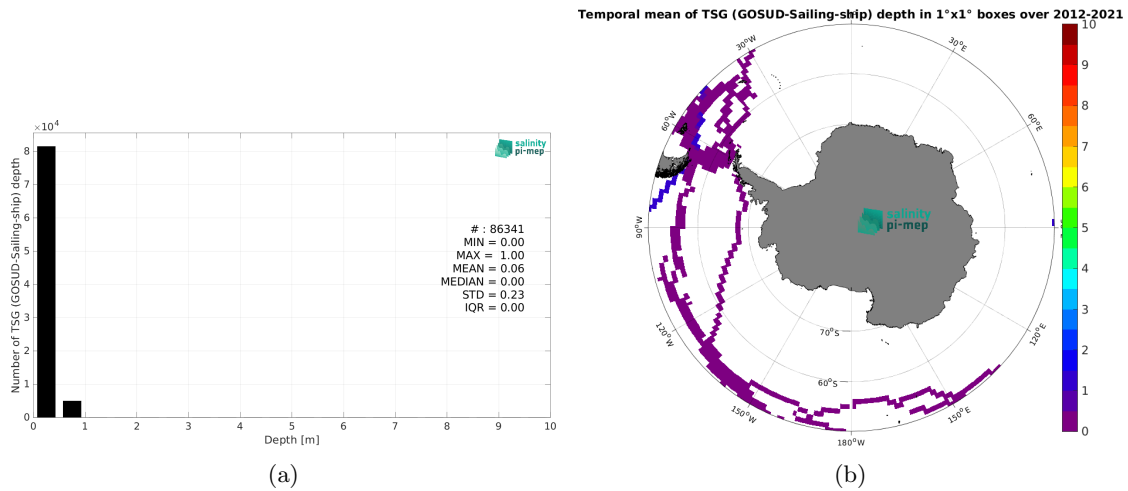 Temporal mean of TSG (GOSUD-Sailing-ship) depth in 1°x1° boxes over 2012-2021
×10⁴
8
7
6
5
4
3
2
1
0
Number of TSG (GOSUD-Sailing-ship) depth
salinity
pi-mep
# : 86341
MIN = 0.00
MAX = 1.00
MEAN = 0.06
MEDIAN = 0.00
STD = 0.23
IQR = 0.00
0 1 2 3 4 5 6 7 8 9 10
Depth [m]
(a)
30°W
30°E
60°W
60°E
90°W
120°W
120°E
150°W
150°E
180°W
70°S
60°S
salinity
pi-mep
10
9
8
7
6
5
4
3
2
1
0
(b)